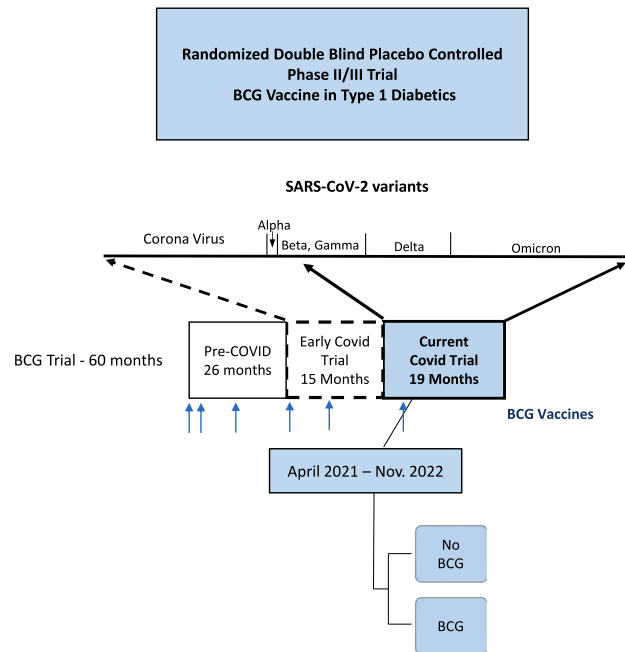 Randomized Double Blind Placebo Controlled
Phase II/III Trial
BCG Vaccine in Type 1 Diabetics
SARS-CoV-2 variants
Alpha
Corona Virus
Beta, Gamma
Delta
Omicron
BCG Trial - 60 months
Pre-COVID
26 months
Early Covid
Trial
15 Months
Current
Covid Trial
19 Months
BCG Vaccines
April 2021 – Nov. 2022
No
BCG
BCG